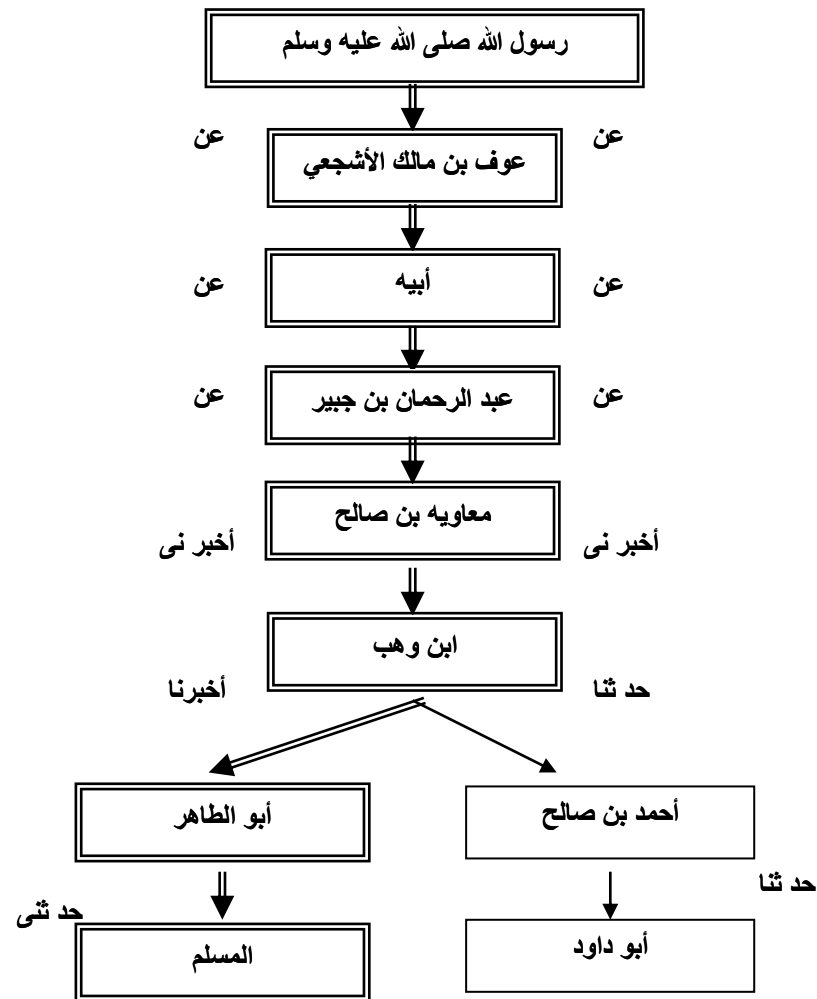 رسول الله صلى الله عليه وسلم
عن
عن
عوف بن مالك الأشجعي
عن
أبيه
عن
عن
عبد الرحمان بن جبير
عن
معاويه بن صالح
أخبر نى
أخبر نى
ابن وهب
حد ثنا
أخبرنا
أحمد بن صالح
أبو الطاهر
حد ثنا
حد ثنى
أبو داود
المسلم